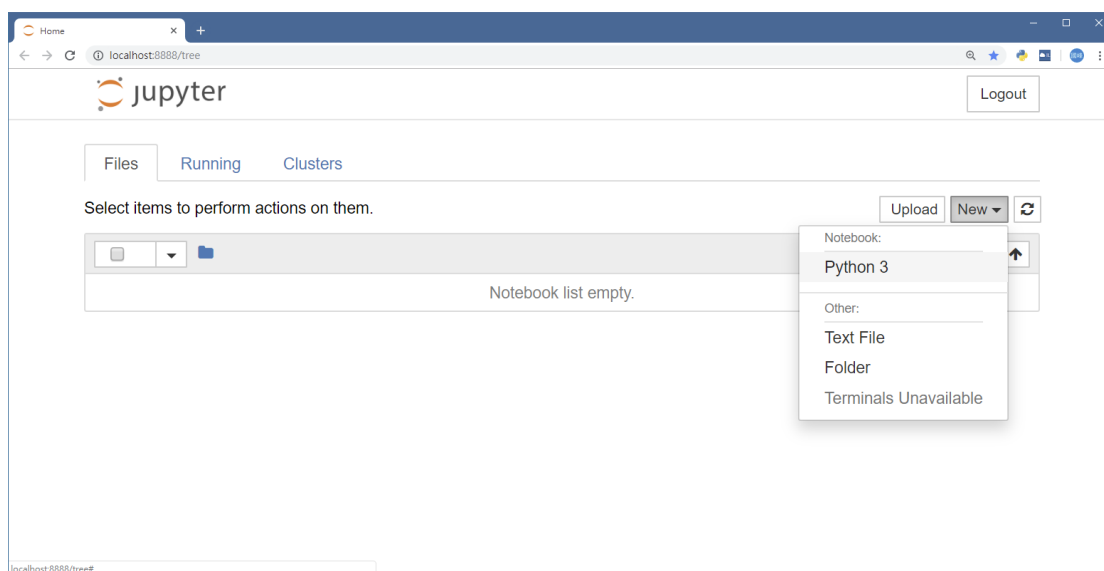 Home
localhost:8888/tree
jupyter
Logout
Files Running Clusters
Select items to perform actions on them.
Upload New
Notebook:
Python 3
Notebook list empty.
Other:
Text File
Folder
Terminals Unavailable
localhost:8888/tree#